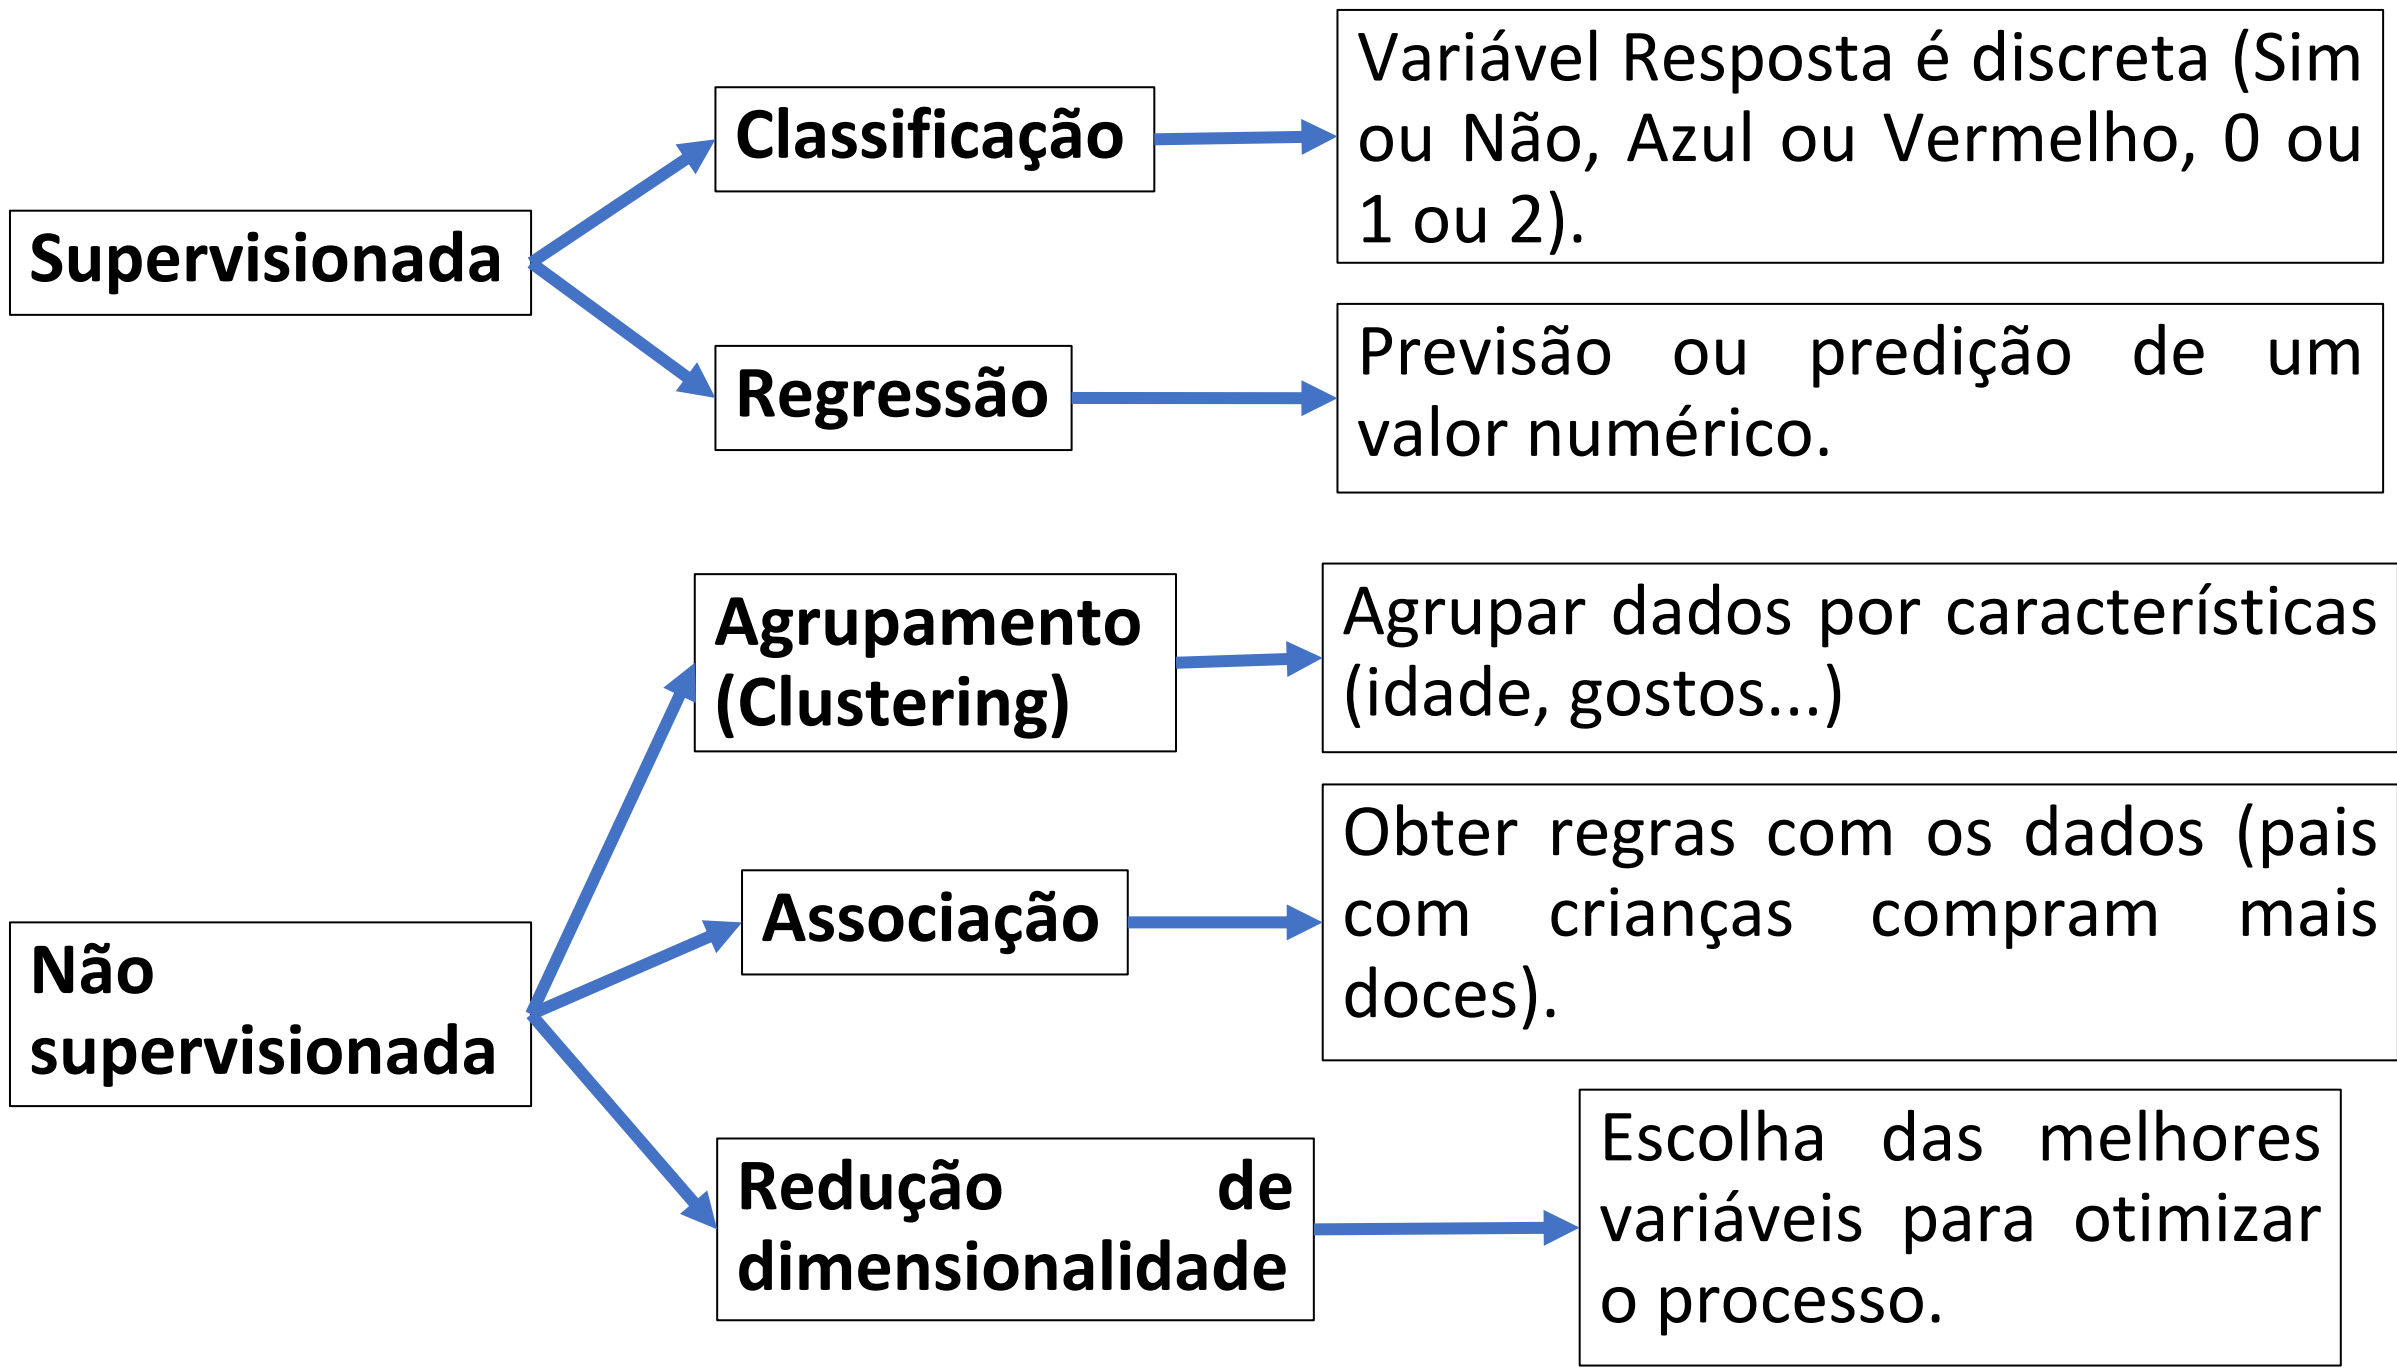 Supervisionada
Classificação
Variável Resposta é discreta (Sim
ou Não, Azul ou Vermelho, 0 ou
1 ou 2).
Regressão
Previsão ou predição de um
valor numérico.
Não
supervisionada
Agrupamento
(Clustering)
Agrupar dados por características
(idade, gostos...)
Associação
Obter regras com os dados (pais
com crianças compram mais
doces).
Redução de
dimensionalidade
Escolha das melhores
variáveis para otimizar
o processo.